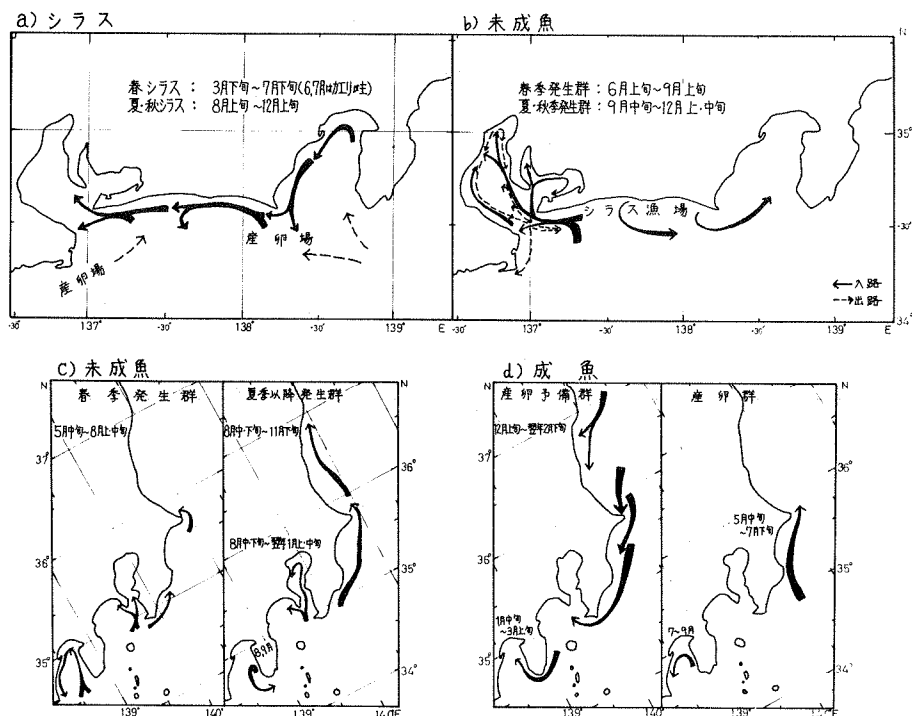 a) シラス
春シラス： 3月下旬～7月下旬(6,7月はカエリ主)
夏・秋シラス： 8月上旬～12月上旬
産卵場
産卵場
-30' 137° -30' 138° -30' 139° E
b) 未成魚
N
春季発生群：6月上旬～9月上旬
夏・秋季発生群：9月中旬～12月上・中旬
35°
シラス漁場
-30'
←入路
出路
34°
-30' 137° -30' 138° -30' 139° E
c) 未成魚
N
春季発生群
5月中旬～8月上・中旬
37°
36°
35°
139° 140°
夏季以降発生群
N
8月中・下旬～11月下旬
36°
8月中・下旬～翌年1月上・中旬
35°
8,9月
34°
139° 140°E
d) 成魚
N
産卵予備群
12月上旬～翌年2月下旬
37°
36°
1月中旬
～3月上旬
35°
139° 140°
産卵群
N
36°
5月中旬
～7月下旬
35°
7～9月
34°
139°